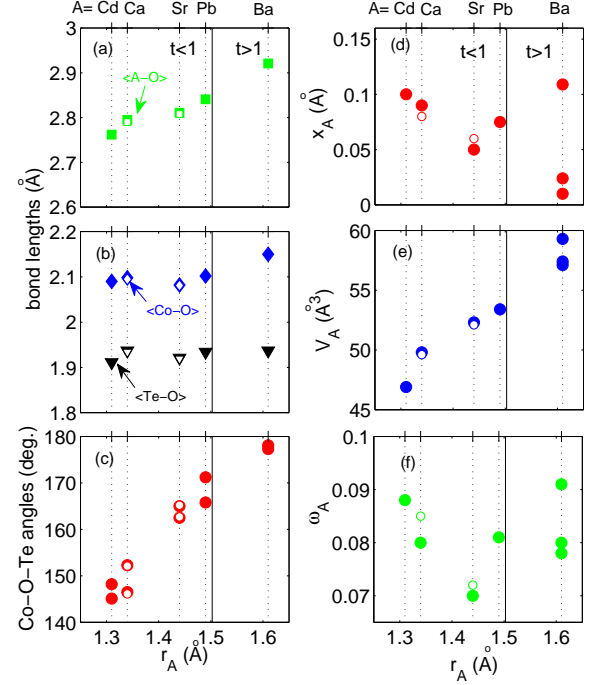 A= Cd Ca Sr Pb Ba
(a) t<1 t>1
<A-O>
3
2.9
2.8
2.7
2.6
bond lengths (Å)
(b)
<Co-O>
<Te-O>
2.2
2.1
2
1.9
1.8
(c)
180
170
160
150
140
Co-O-Te angles (deg.)
1.3 1.4 1.5 1.6
r_A (Å)
A= Cd Ca Sr Pb Ba
(d) t<1 t>1
0.15
0.1
0.05
0
x_A (Å)
(e)
60
55
50
45
V_A (Å3)
(f)
0.1
0.09
0.08
0.07
ω_A
1.3 1.4 1.5 1.6
r_A (Å)